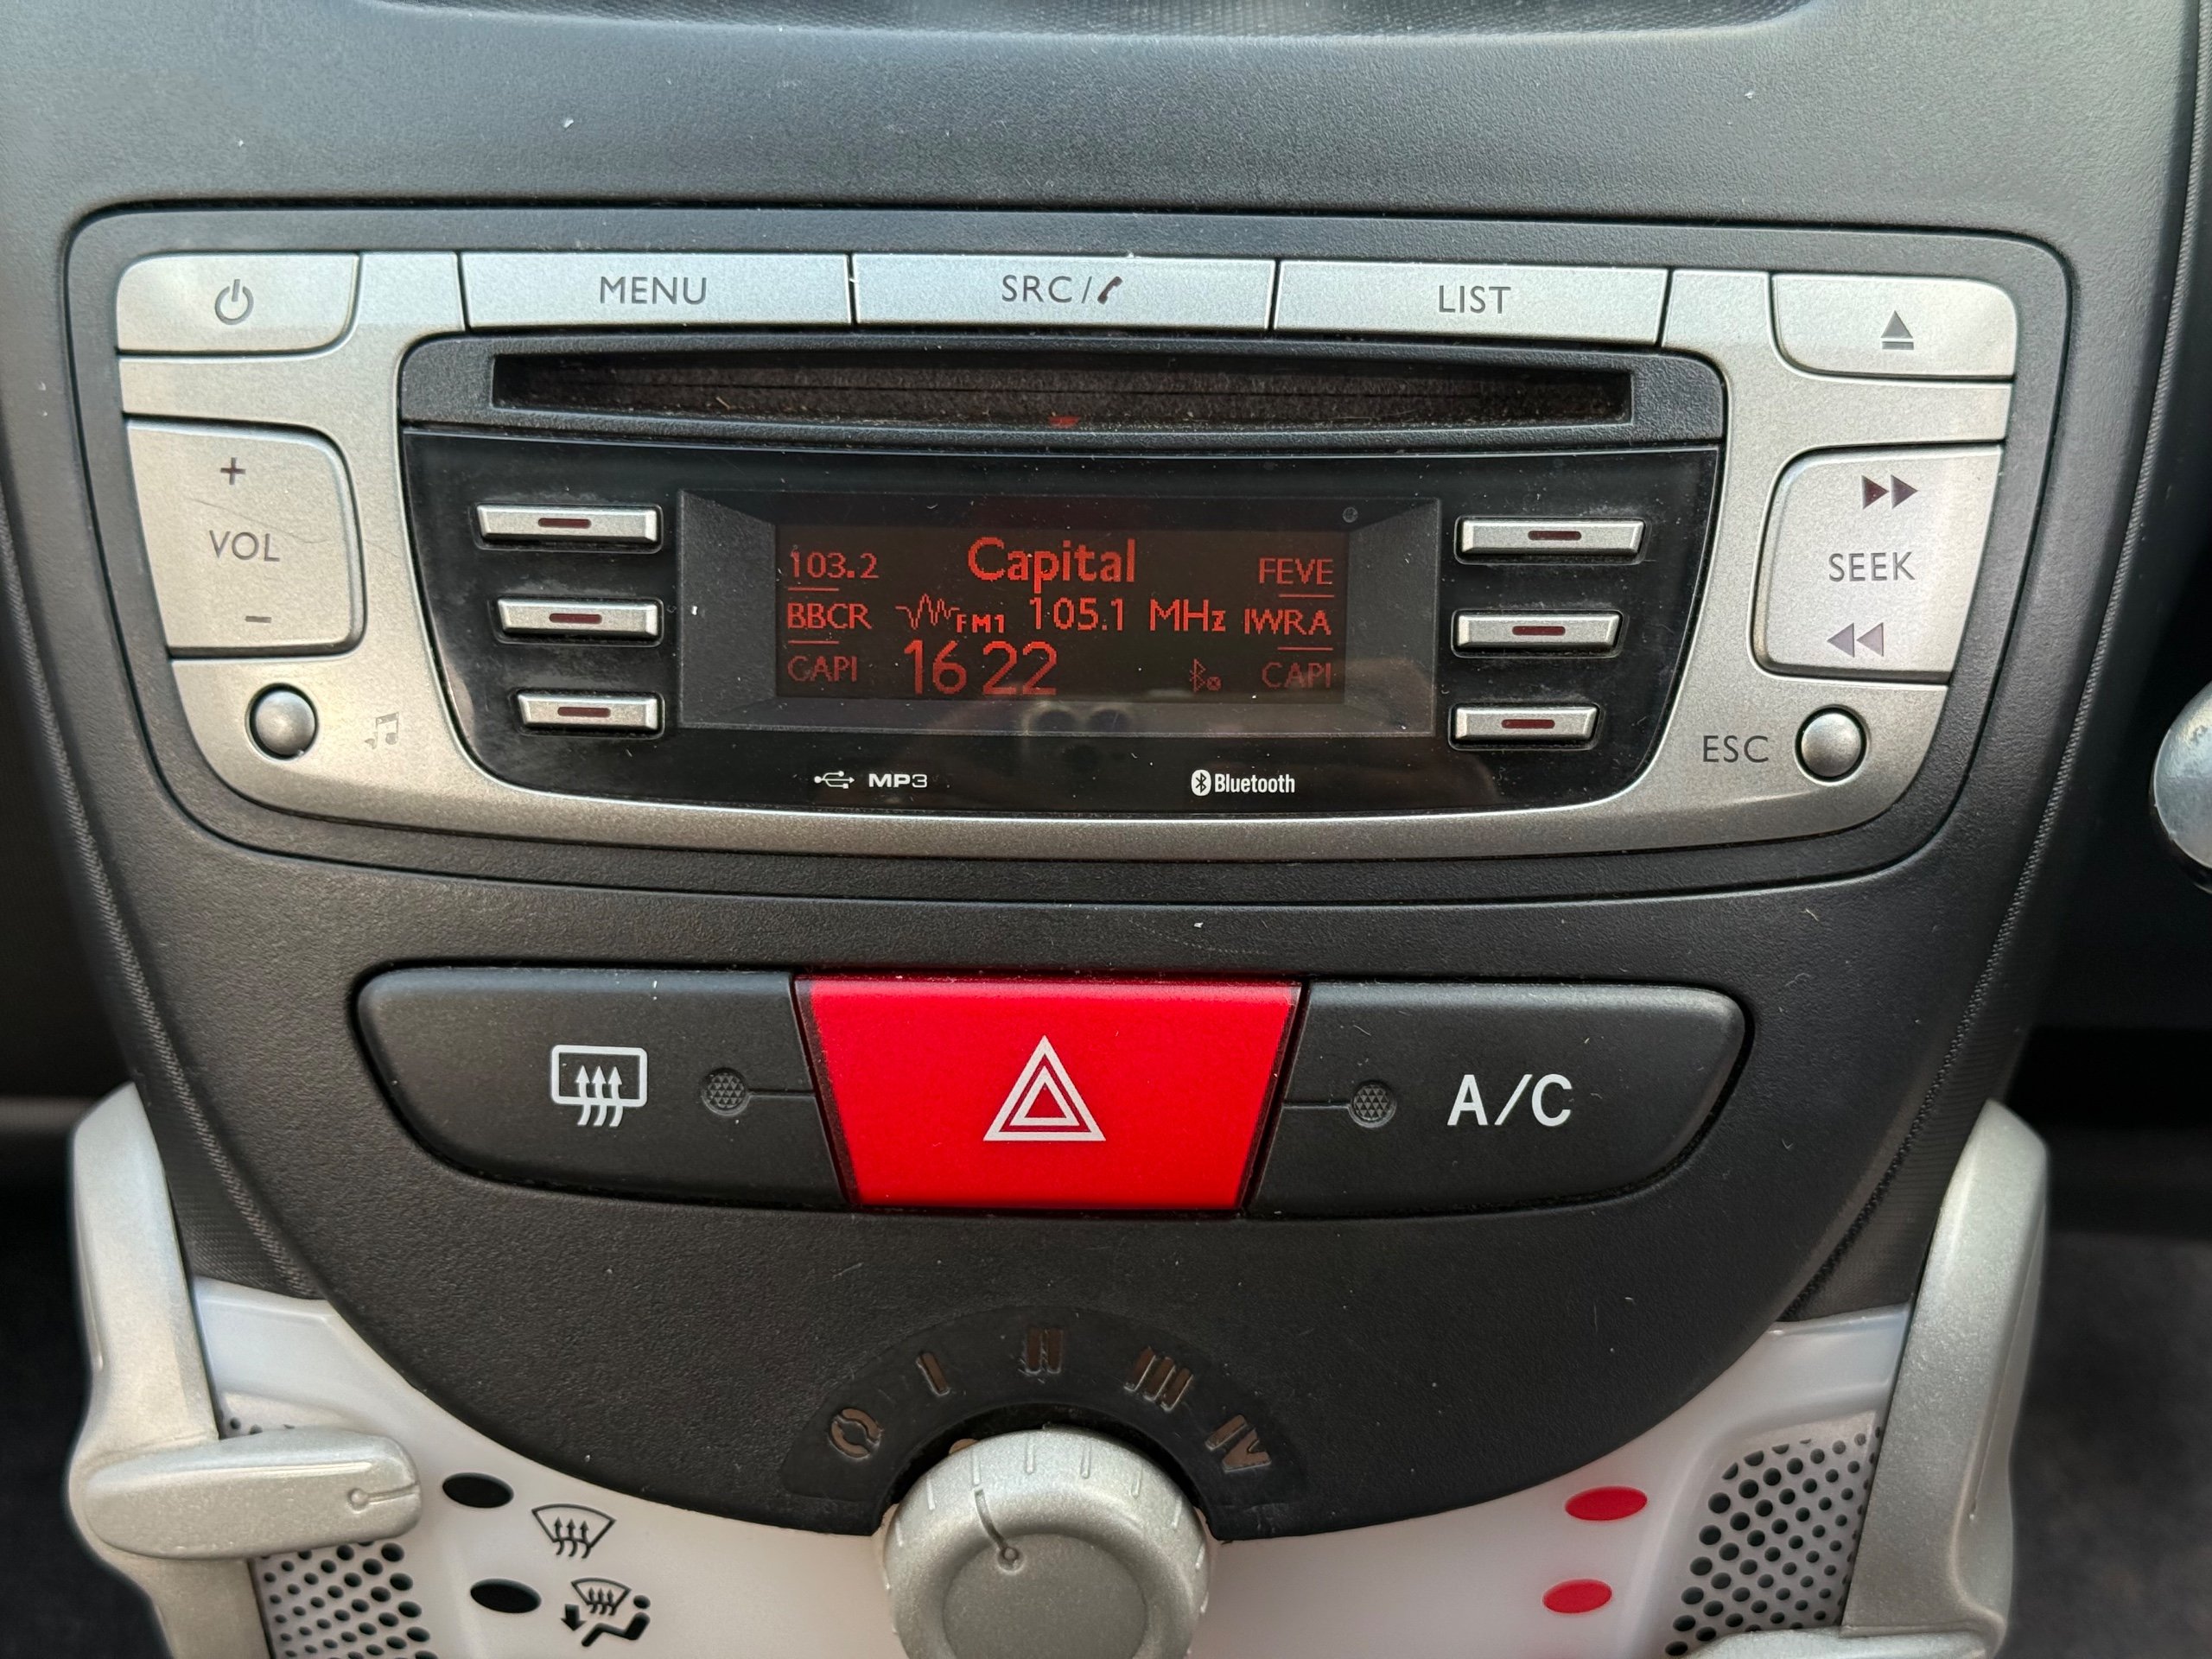 MENU SRC/ LIST
+
VOL
-
SEEK
103.2 Capital FEVE
BBCR FM1 105.1 MHz IWRA
CAPI 16 22 CAPI
ESC
MP3 Bluetooth
A/C
0 I II III IV